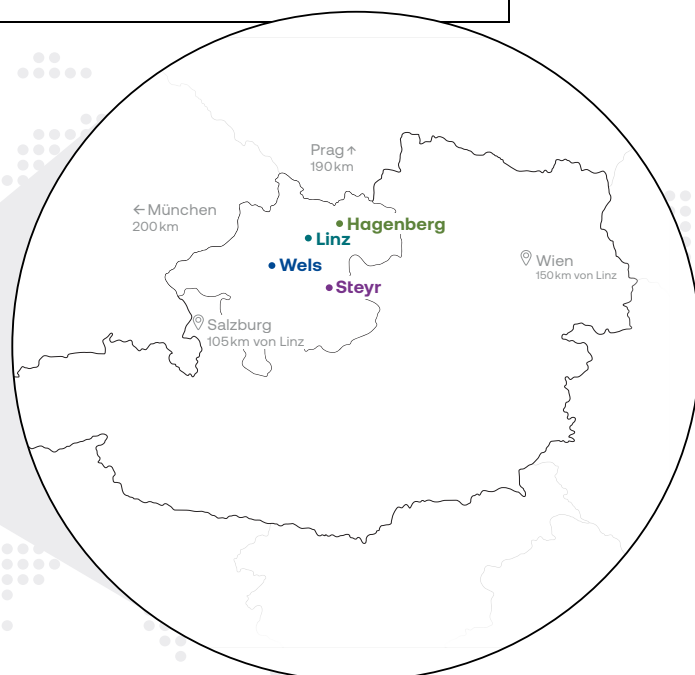 Prag↑
190 km
←München
200 km
Hagenberg
Linz
Wels
Wien
150 km von Linz
Steyr
Salzburg
105 km von Linz